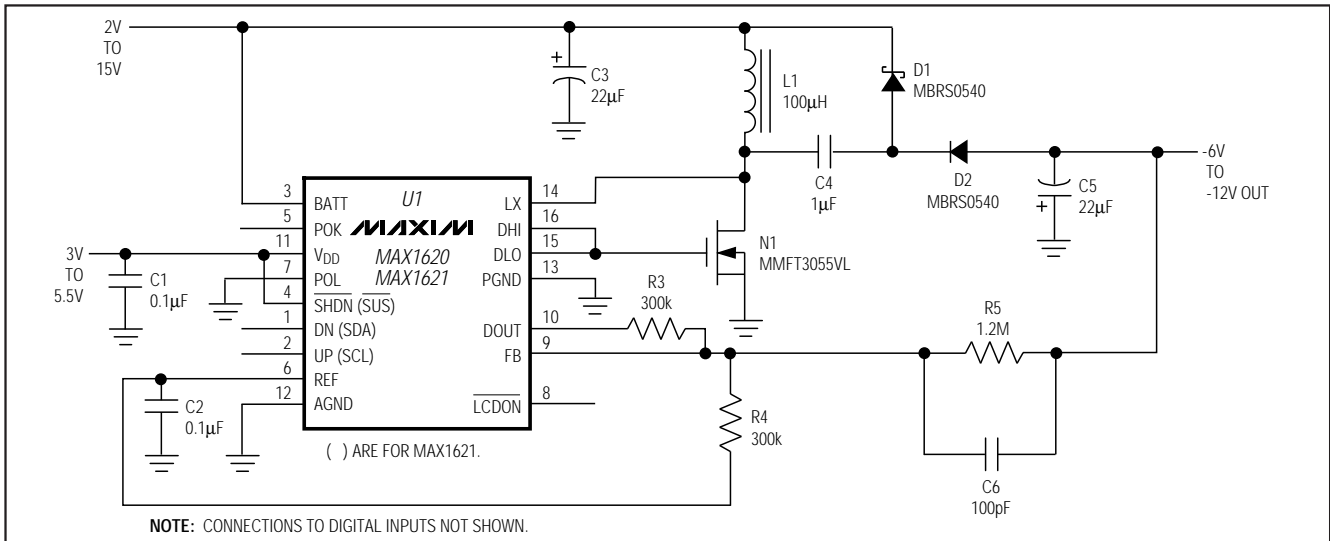 2V
TO
15V
C3
22µF
L1
100µH
D1
MBRS0540
C4
1µF
D2
MBRS0540
C5
22µF
-6V
TO
-12V OUT
3V
TO
5.5V
C1
0.1µF
C2
0.1µF
U1
MAXIM
MAX1620
MAX1621
3 BATT
5 POK
11 VDD
7 POL
4 SHDN (SUS)
1 DN (SDA)
2 UP (SCL)
6 REF
12 AGND
LX 14
DHI 16
DLO 15
PGND 13
DOUT 10
FB 9
LCDON 8
N1
MMFT3055VL
R3
300k
R4
300k
R5
1.2M
C6
100pF
( ) ARE FOR MAX1621.
NOTE: CONNECTIONS TO DIGITAL INPUTS NOT SHOWN.